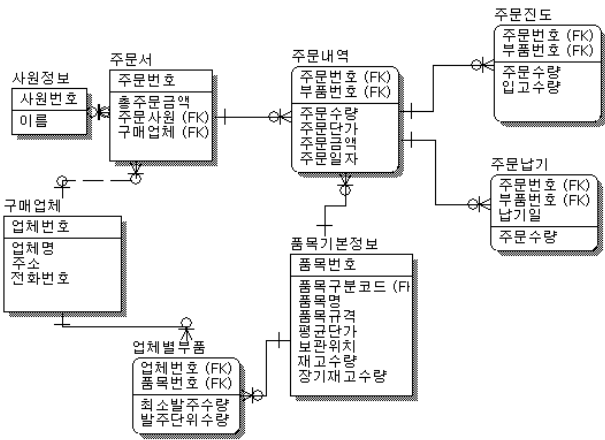 사원정보
사원번호
이름
주문서
주문번호
총주문금액
주문사원 (FK)
구매업체 (FK)
주문내역
주문번호 (FK)
부품번호 (FK)
주문수량
주문단가
주문금액
주문일자
주문진도
주문번호 (FK)
부품번호 (FK)
주문수량
입고수량
주문납기
주문번호 (FK)
부품번호 (FK)
납기일
주문수량
구매업체
업체번호
업체명
주소
전화번호
품목기본정보
품목번호
품목구분코드 (FK
품목명
품목규격
평균단가
보관위치
재고수량
장기재고수량
업체별부품
업체번호 (FK)
품목번호 (FK)
최소발주수량
발주단위수량